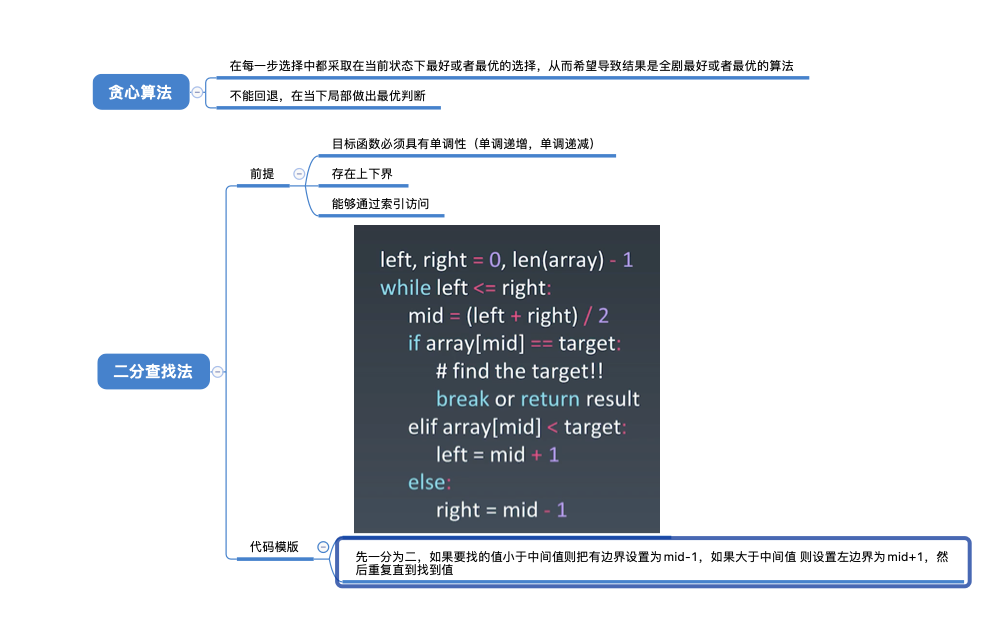 在每一步选择中都采取在当前状态下最好或者最优的选择，从而希望导致结果是全剧最好或者最优的算法
贪心算法
不能回退，在当下局部做出最优判断
目标函数必须具有单调性（单调递增，单调递减）
前提
存在上下界
能够通过索引访问
left, right = 0, len(array) - 1
while left <= right:
mid = (left + right) / 2
if array[mid] == target:
# find the target!!
break or return result
elif array[mid] < target:
left = mid + 1
else:
right = mid - 1
二分查找法
代码模版
先一分为二，如果要找的值小于中间值则把有边界设置为mid-1，如果大于中间值 则设置左边界为mid+1，然
后重复直到找到值